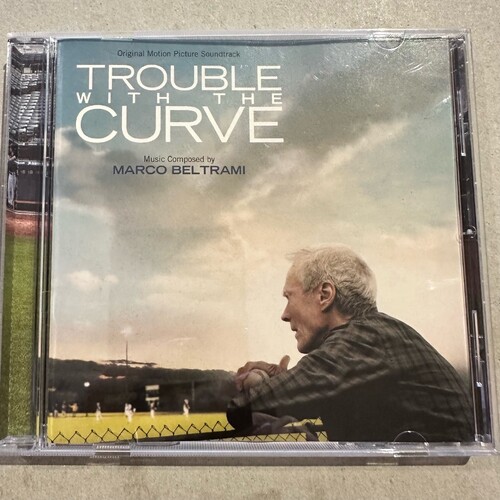 Original Motion Picture Soundtrack
TROUBLE
WITH THE
CURVE
Music Composed by
MARCO BELTRAMI